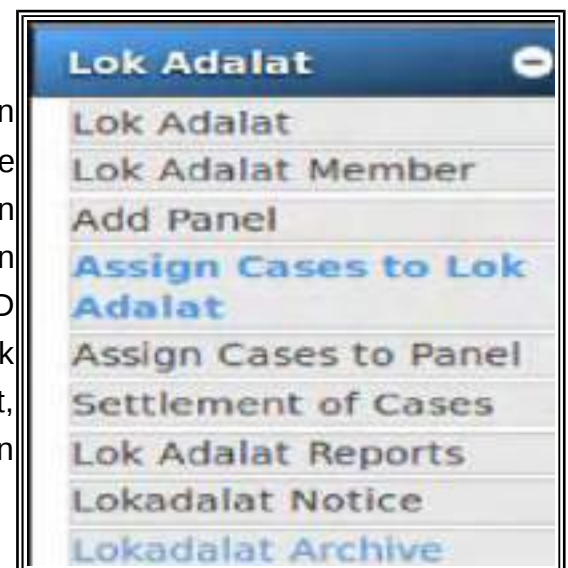 Lok Adalat
Lok Adalat
Lok Adalat Member
Add Panel
Assign Cases to Lok
Adalat
Assign Cases to Panel
Settlement of Cases
Lok Adalat Reports
Lokadalat Notice
Lokadalat Archive